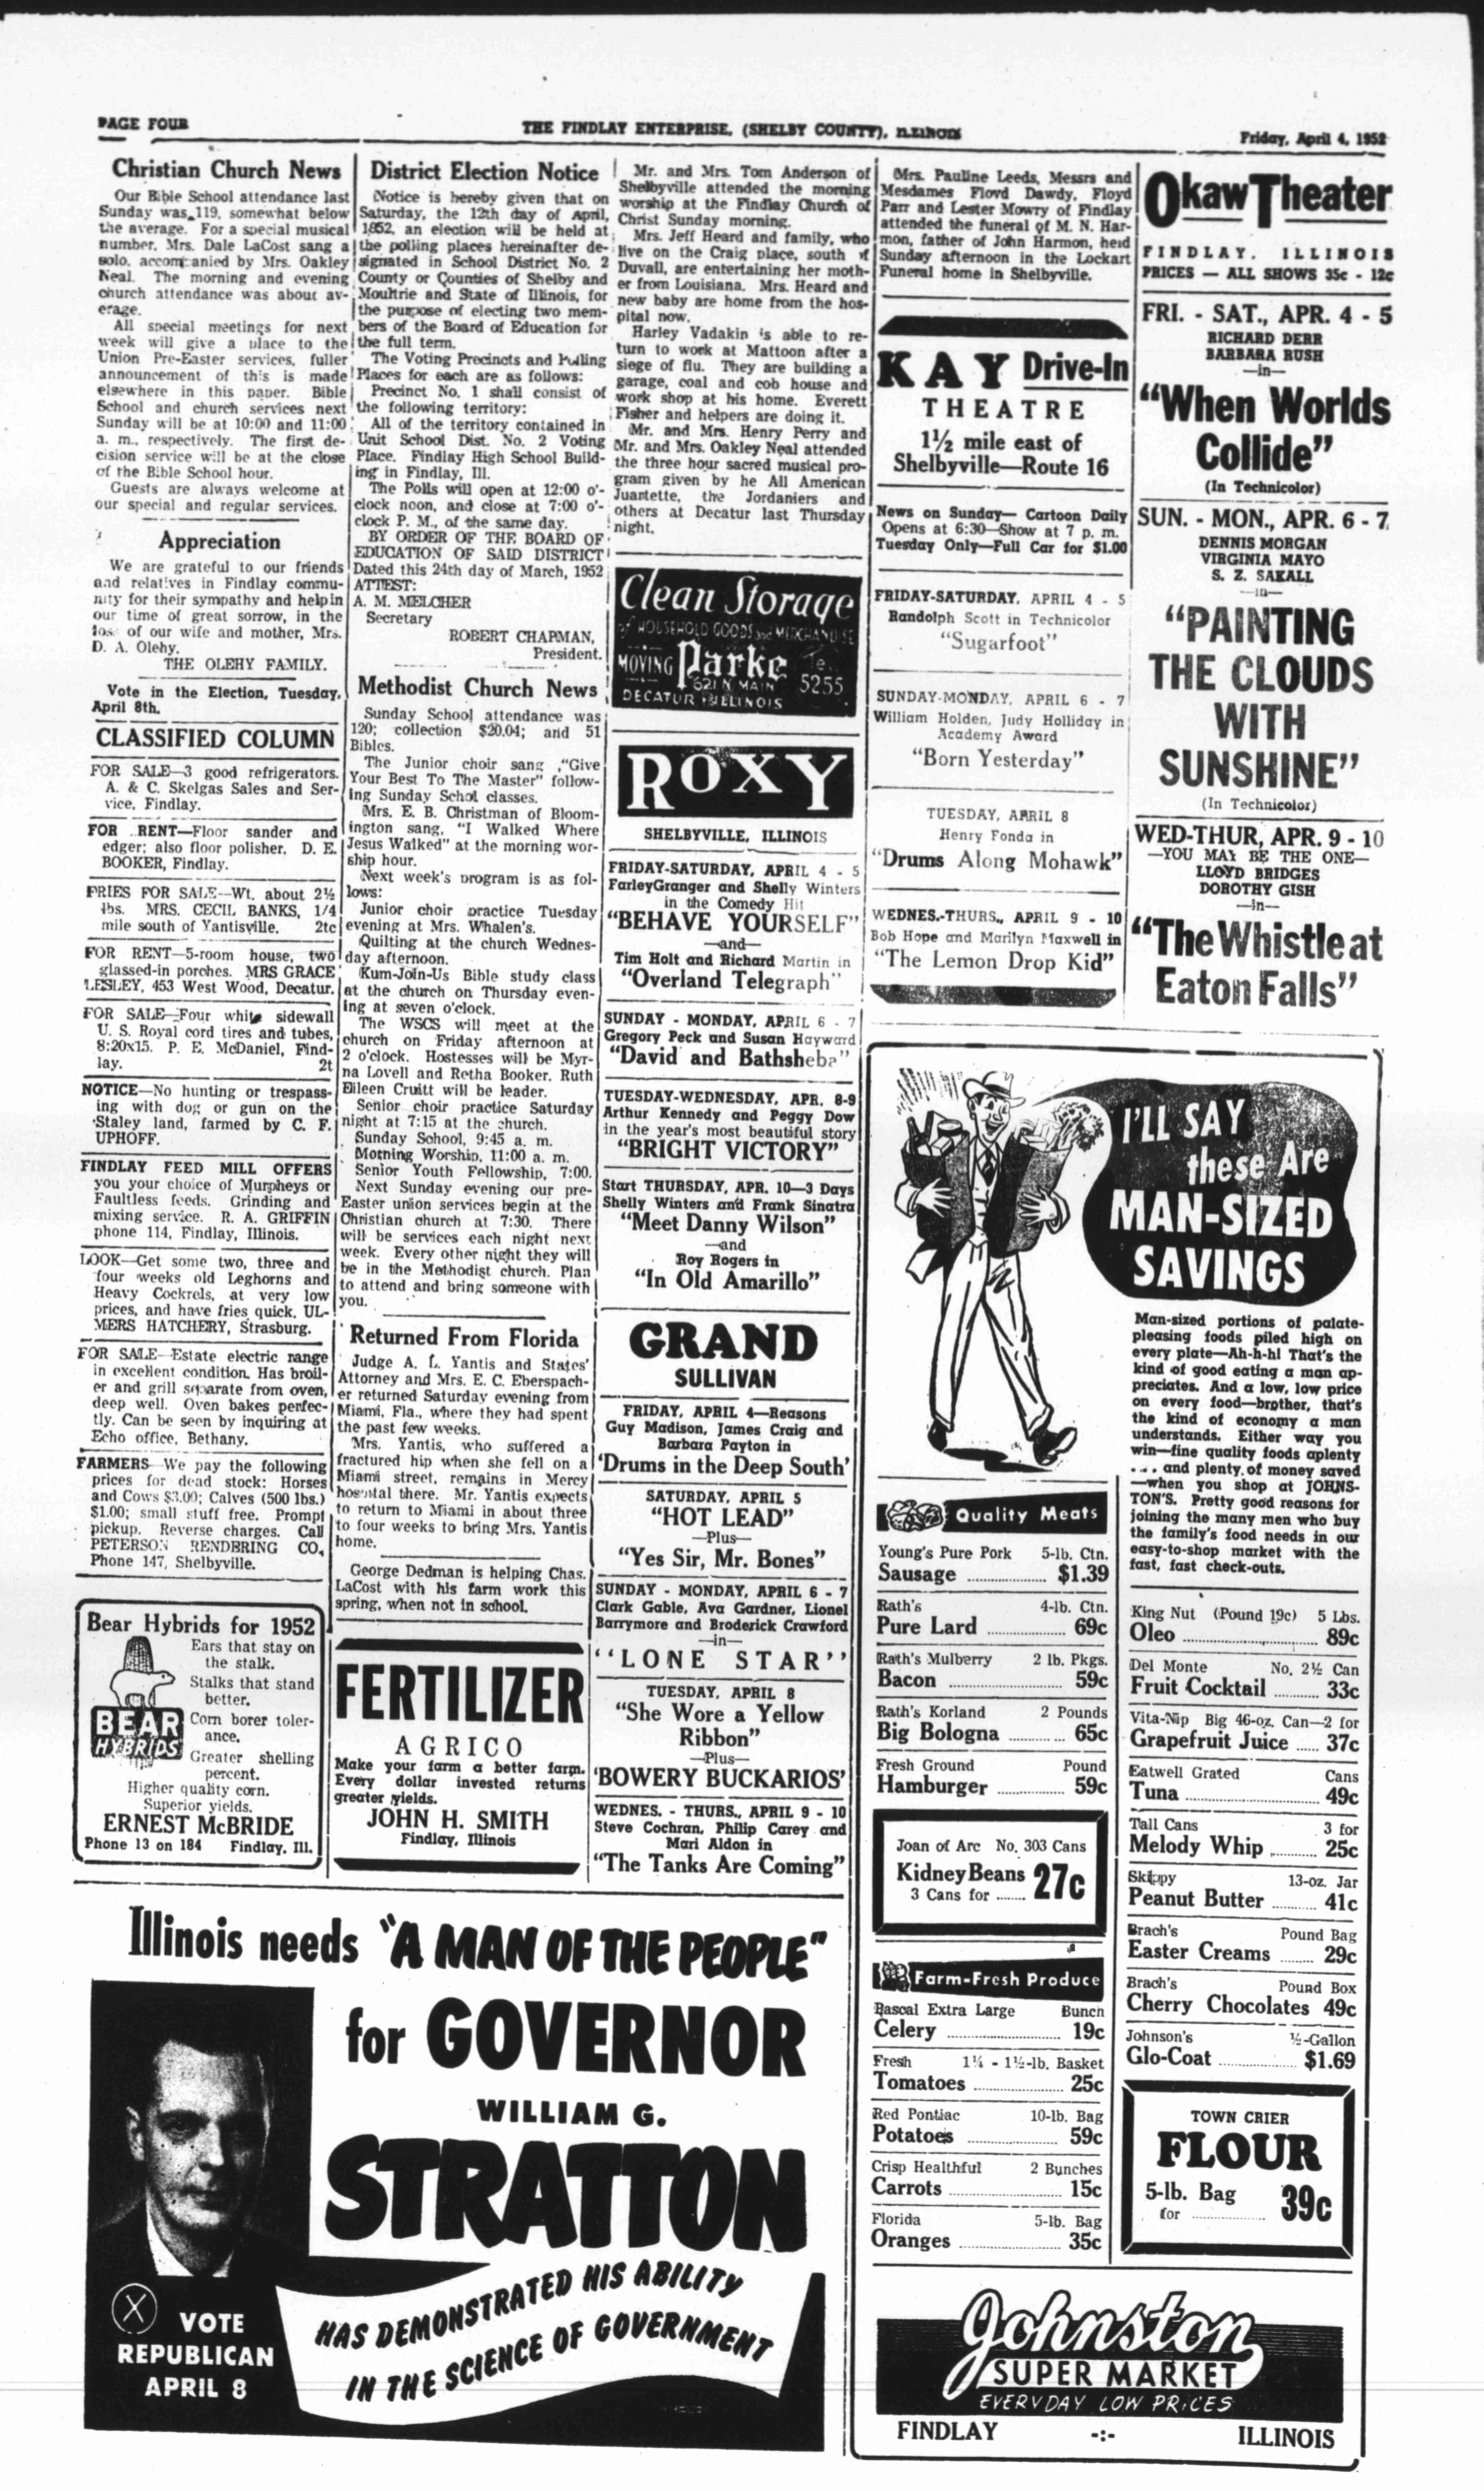 PAGE FOUR
THE FINDLAY ENTERPRISE, (SHELBY COUNTY), ILLINOIS
Friday, April 4, 1952
Christian Church News
Our Bible School attendance last
Sunday was 119, somewhat below
the average. For a special musical
number, Mrs. Dale LaCost sang a
solo, accompanied by Mrs. Oakley
Neal. The morning and evening
church attendance was about av-
erage.
All special meetings for next
week will give a place to the
Union Pre-Easter services, fuller
announcement of this is made
elsewhere in this paper. Bible
School and church services next
Sunday will be at 10:00 and 11:00
a. m., respectively. The first de-
cision service will be at the close
of the Bible School hour.
Guests are always welcome at
our special and regular services.
Appreciation
We are grateful to our friends
and relatives in Findlay commu-
nity for their sympathy and help in
our time of great sorrow, in the
loss of our wife and mother, Mrs.
D. A. Olehy.
THE OLEHY FAMILY.
Vote in the Election, Tuesday,
April 8th.
CLASSIFIED COLUMN
FOR SALE—3 good refrigerators.
A. & C. Skelgas Sales and Ser-
vice, Findlay.
FOR RENT—Floor sander and
edger; also floor polisher. D. E.
BOOKER, Findlay.
FRIES FOR SALE—Wt. about 2½
lbs. MRS. CECIL BANKS, 1/4
mile south of Yantisville. 2tc
FOR RENT—5-room house, two
glassed-in porches. MRS GRACE
LESLEY, 453 West Wood, Decatur.
FOR SALE—Four white sidewall
U. S. Royal cord tires and tubes,
8:20x15. P. E. McDaniel, Find-
lay. 2t
NOTICE—No hunting or trespass-
ing with dog or gun on the
Staley land, farmed by C. F.
UPHOFF.
FINDLAY FEED MILL OFFERS
you your choice of Murpheys or
Faultless feeds. Grinding and
mixing service. R. A. GRIFFIN
phone 114, Findlay, Illinois.
LOOK—Get some two, three and
four weeks old Leghorns and
Heavy Cockrels, at very low
prices, and have fries quick. UL-
MERS HATCHERY, Strasburg.
FOR SALE—Estate electric range
in excellent condition. Has broil-
er and grill separate from oven,
deep well. Oven bakes perfec-
tly. Can be seen by inquiring at
Echo office, Bethany.
FARMERS—We pay the following
prices for dead stock: Horses
and Cows $3.00; Calves (500 lbs.)
$1.00; small stuff free. Prompt
pickup. Reverse charges. Call
PETERSON RENDERING CO,
Phone 147, Shelbyville.
Bear Hybrids for 1952
Ears that stay on
the stalk.
Stalks that stand
better.
BEAR
HYBRIDS
Corn borer toler-
ance.
Greater shelling
percent.
Higher quality corn.
Superior yields.
ERNEST McBRIDE
Phone 13 on 184 Findlay, Ill.
District Election Notice
Notice is hereby given that on
Saturday, the 12th day of April,
1952, an election will be held at
the polling places hereinafter de-
signated in School District No. 2
County or Qounties of Shelby and
Moultrie and State of Illinois, for
the purpose of electing two mem-
bers of the Board of Education for
the full term.
The Voting Precincts and Polling
Places for each are as follows:
Precinct No. 1 shall consist of
the following territory:
All of the territory contained in
Unit School Dist. No. 2 Voting
Place. Findlay High School Build-
ing in Findlay, Ill.
The Polls will open at 12:00 o'-
clock noon, and close at 7:00 o'-
clock P. M., of the same day.
BY ORDER OF THE BOARD OF
EDUCATION OF SAID DISTRICT
Dated this 24th day of March, 1952
ATTEST:
A. M. MELCHER
Secretary
ROBERT CHAPMAN,
President.
Methodist Church News
Sunday School attendance was
120; collection $20.04; and 51
Bibles.
The Junior choir sang ,"Give
Your Best To The Master" follow-
ing Sunday Schol classes.
Mrs. E. B. Christman of Bloom-
ington sang, "I Walked Where
Jesus Walked" at the morning wor-
ship hour.
Next week's program is as fol-
lows:
Junior choir practice Tuesday
evening at Mrs. Whalen's.
Quilting at the church Wednes-
day afternoon.
Kum-Join-Us Bible study class
at the church on Thursday even-
ing at seven o'clock.
The WSCS will meet at the
church on Friday afternoon at
2 o'clock. Hostesses will be Myr-
na Lovell and Retha Booker. Ruth
Eileen Cruitt will be leader.
Senior choir practice Saturday
night at 7:15 at the church.
Sunday School, 9:45 a. m.
Morning Worship, 11:00 a. m.
Senior Youth Fellowship, 7:00.
Next Sunday evening our pre-
Easter union services begin at the
Christian church at 7:30. There
will be services each night next
week. Every other night they will
be in the Methodist church. Plan
to attend and bring someone with
you.
Returned From Florida
Judge A. L. Yantis and States'
Attorney and Mrs. E. C. Eberspach-
er returned Saturday evening from
Miami, Fla., where they had spent
the past few weeks.
Mrs. Yantis, who suffered a
fractured hip when she fell on a
Miami street, remains in Mercy
hospital there. Mr. Yantis expects
to return to Miami in about three
to four weeks to bring Mrs. Yantis
home.
George Dedman is helping Chas.
LaCost with his farm work this
spring, when not in school.
FERTILIZER
AGRICO
Make your farm a better farm.
Every dollar invested returns
greater yields.
JOHN H. SMITH
Findlay, Illinois
Mr. and Mrs. Tom Anderson of
Shelbyville attended the morning
worship at the Findlay Church of
Christ Sunday morning.
Mrs. Jeff Heard and family, who
live on the Craig place, south of
Duvall, are entertaining her moth-
er from Louisiana. Mrs. Heard and
new baby are home from the hos-
pital now.
Harley Vadakin is able to re-
turn to work at Mattoon after a
siege of flu. They are building a
garage, coal and cob house and
work shop at his home. Everett
Fisher and helpers are doing it.
Mr. and Mrs. Henry Perry and
Mr. and Mrs. Oakley Neal attended
the three hour sacred musical pro-
gram given by he All American
Juartette, the Jordaniers and
others at Decatur last Thursday
night.
Clean Storage
of HOUSEHOLD GOODS and MERCHANDISE
MOVING Parke Tel.
621 N. MAIN 5255
DECATUR ILLINOIS
ROXY
SHELBYVILLE, ILLINOIS
FRIDAY-SATURDAY, APRIL 4 - 5
FarleyGranger and Shelly Winters
in the Comedy Hit
"BEHAVE YOURSELF"
—and—
Tim Holt and Richard Martin in
"Overland Telegraph"
SUNDAY - MONDAY, APRIL 6 - 7
Gregory Peck and Susan Hayward
"David and Bathsheba"
TUESDAY-WEDNESDAY, APR. 8-9
Arthur Kennedy and Peggy Dow
in the year's most beautiful story
"BRIGHT VICTORY"
Start THURSDAY, APR. 10—3 Days
Shelly Winters and Frank Sinatra
"Meet Danny Wilson"
—and
Roy Rogers in
"In Old Amarillo"
GRAND
SULLIVAN
FRIDAY, APRIL 4—Reasons
Guy Madison, James Craig and
Barbara Payton in
'Drums in the Deep South'
SATURDAY, APRIL 5
"HOT LEAD"
—Plus—
"Yes Sir, Mr. Bones"
SUNDAY - MONDAY, APRIL 6 - 7
Clark Gable, Ava Gardner, Lionel
Barrymore and Broderick Crawford
—in—
"LONE STAR"
TUESDAY, APRIL 8
"She Wore a Yellow
Ribbon"
—Plus—
'BOWERY BUCKARIOS'
WEDNES. - THURS., APRIL 9 - 10
Steve Cochran, Philip Carey and
Mari Aldon in
"The Tanks Are Coming"
Mrs. Pauline Leeds, Messrs and
Mesdames Floyd Dawdy, Floyd
Parr and Lester Mowry of Findlay
attended the funeral of M. N. Har-
mon, father of John Harmon, held
Sunday afternoon in the Lockart
Funeral home in Shelbyville.
KAY Drive-In
THEATRE
1½ mile east of
Shelbyville—Route 16
News on Sunday— Cartoon Daily
Opens at 6:30—Show at 7 p. m.
Tuesday Only—Full Car for $1.00
FRIDAY-SATURDAY, APRIL 4 - 5
Randolph Scott in Technicolor
"Sugarfoot"
SUNDAY-MONDAY, APRIL 6 - 7
William Holden, Judy Holliday in
Academy Award
"Born Yesterday"
TUESDAY, APRIL 8
Henry Fonda in
"Drums Along Mohawk"
WEDNES.-THURS., APRIL 9 - 10
Bob Hope and Marilyn Maxwell in
"The Lemon Drop Kid"
Okaw Theater
FINDLAY, ILLINOIS
PRICES — ALL SHOWS 35c - 12c
FRI. - SAT., APR. 4 - 5
RICHARD DERR
BARBARA RUSH
—in—
"When Worlds
Collide"
(In Technicolor)
SUN. - MON., APR. 6 - 7
DENNIS MORGAN
VIRGINIA MAYO
S. Z. SAKALL
—in—
"PAINTING
THE CLOUDS
WITH
SUNSHINE"
(In Technicolor)
WED-THUR, APR. 9 - 10
—YOU MAY BE THE ONE—
LLOYD BRIDGES
DOROTHY GISH
—in—
"The Whistle at
Eaton Falls"
I'LL SAY
these Are
MAN-SIZED
SAVINGS
Man-sized portions of palate-
pleasing foods piled high on
every plate—Ah-h-h! That's the
kind of good eating a man ap-
preciates. And a low, low price
on every food—brother, that's
the kind of economy a man
understands. Either way you
win—fine quality foods aplenty
. . . and plenty of money saved
—when you shop at JOHNS-
TON'S. Pretty good reasons for
joining the many men who buy
the family's food needs in our
easy-to-shop market with the
fast, fast check-outs.
Quality Meats
Young's Pure Pork 5-lb. Ctn.
Sausage $1.39
Rath's 4-lb. Ctn.
Pure Lard 69c
Rath's Mulberry 2 lb. Pkgs.
Bacon 59c
Rath's Korland 2 Pounds
Big Bologna 65c
Fresh Ground Pound
Hamburger 59c
Joan of Arc No. 303 Cans
Kidney Beans 27c
3 Cans for
Farm-Fresh Produce
Pascal Extra Large Bunch
Celery 19c
Fresh 1¼ - 1½-lb. Basket
Tomatoes 25c
Red Pontiac 10-lb. Bag
Potatoes 59c
Crisp Healthful 2 Bunches
Carrots 15c
Florida 5-lb. Bag
Oranges 35c
King Nut (Pound 19c) 5 Lbs.
Oleo 89c
Del Monte No. 2½ Can
Fruit Cocktail 33c
Vita-Nip Big 46-oz. Can—2 for
Grapefruit Juice 37c
Eatwell Grated Cans
Tuna 49c
Tall Cans 3 for
Melody Whip 25c
Skippy 13-oz. Jar
Peanut Butter 41c
Brach's Pound Bag
Easter Creams 29c
Brach's Pound Box
Cherry Chocolates 49c
Johnson's ½-Gallon
Glo-Coat $1.69
TOWN CRIER
FLOUR
5-lb. Bag
for 39c
Johnston
SUPER MARKET
EVERYDAY LOW PRICES
FINDLAY -:- ILLINOIS
Illinois needs "A MAN OF THE PEOPLE"
for GOVERNOR
WILLIAM G.
STRATTON
HAS DEMONSTRATED HIS ABILITY
IN THE SCIENCE OF GOVERNMENT
X VOTE
REPUBLICAN
APRIL 8